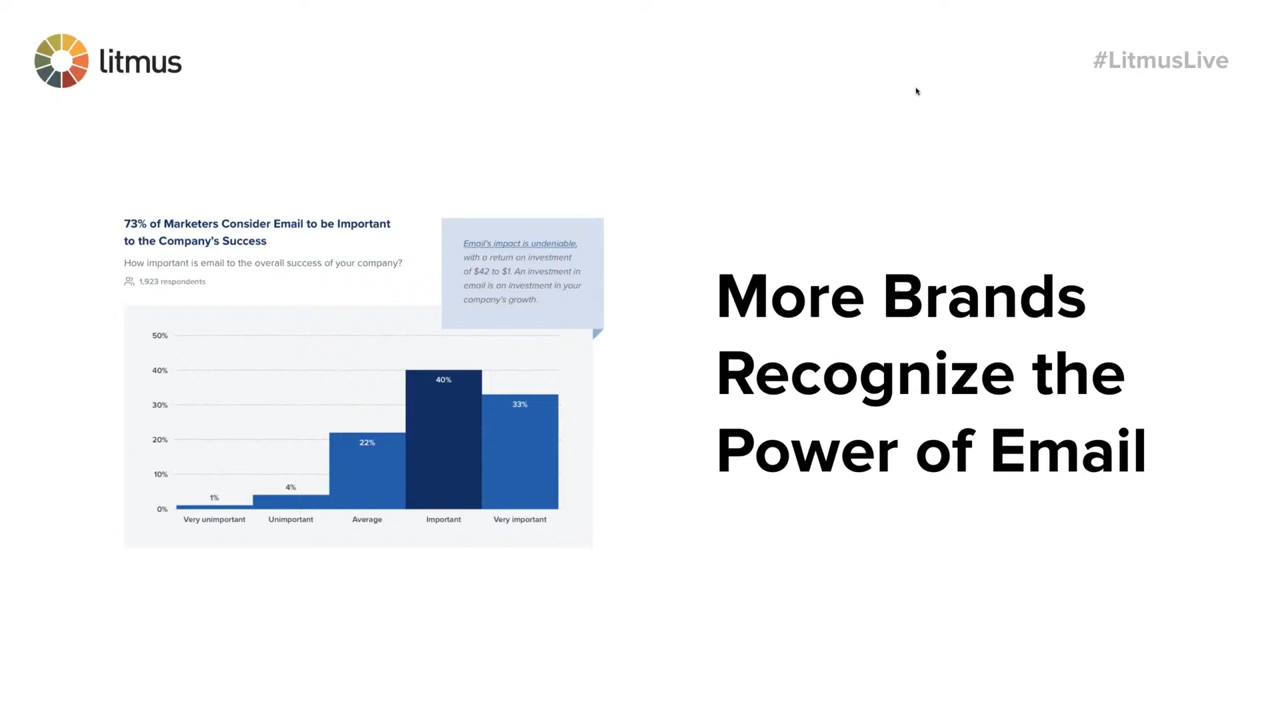 litmus
#LitmusLive
73% of Marketers Consider Email to be Important
to the Company's Success
How important is email to the overall success of your company?
1,923 respondents
Email's impact is undeniable,
with a return on investment
of $42 to $1. An investment in
email is an investment in your
company's growth.
50%
40%
30%
20%
10%
0%
1%
4%
22%
40%
33%
Very unimportant
Unimportant
Average
Important
Very important
More Brands
Recognize the
Power of Email